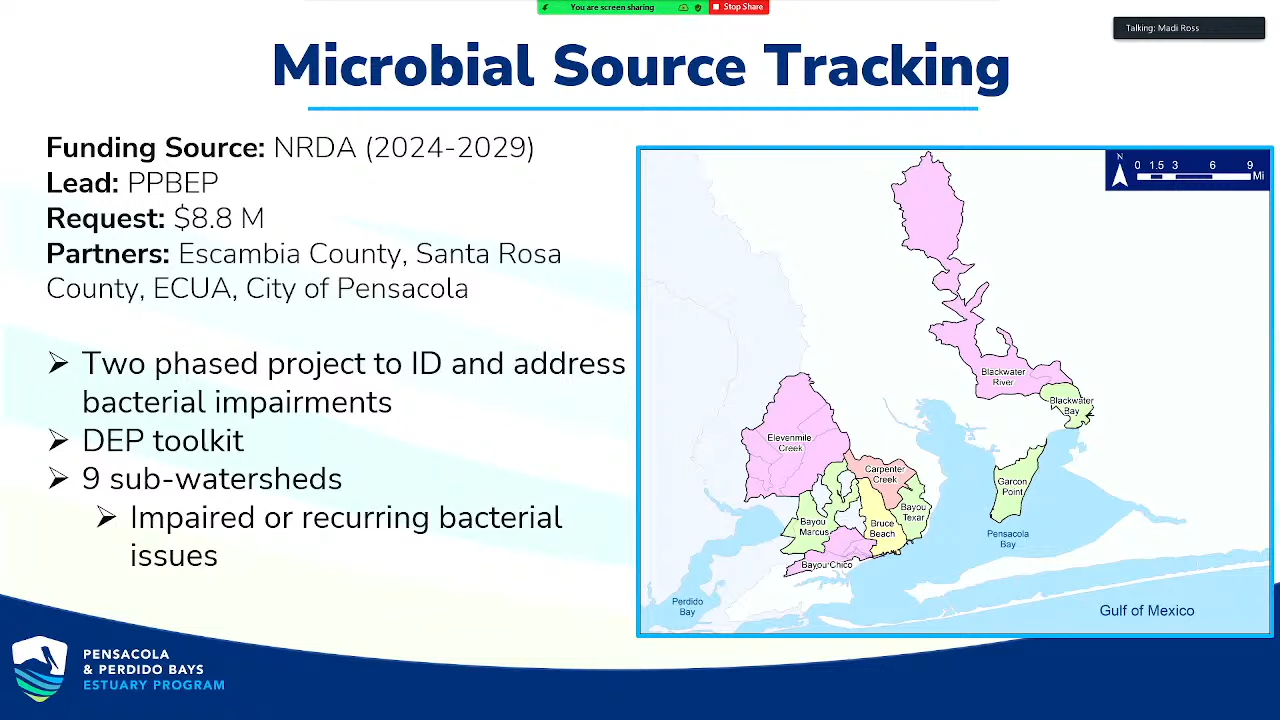 You are screen sharing
Stop Share
Talking: Madi Ross
Microbial Source Tracking
Funding Source: NRDA (2024-2029)
Lead: PPBEP
Request: $8.8 M
Partners: Escambia County, Santa Rosa
County, ECUA, City of Pensacola
➢ Two phased project to ID and address
bacterial impairments
➢ DEP toolkit
➢ 9 sub-watersheds
➢ Impaired or recurring bacterial
issues
N
0 1.5 3 6 9
Mi
Blackwater
River
Blackwater
Bay
Elevenmile
Creek
Carpenter
Creek
Garcon
Point
Bayou
Texar
Bayou
Marcus
Bruce
Beach
Pensacola
Bay
Bayou Chico
Perdido
Bay
Gulf of Mexico
PENSACOLA
& PERDIDO BAYS
ESTUARY PROGRAM